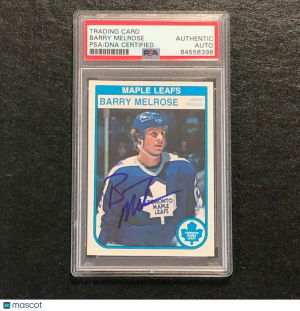 TRADING CARD
BARRY MELROSE
PSA/DNA CERTIFIED
AUTHENTIC
AUTO
84558398
PSA
MAPLE LEAFS
BARRY MELROSE
TORONTO
MAPLE
LEAFS
mascot